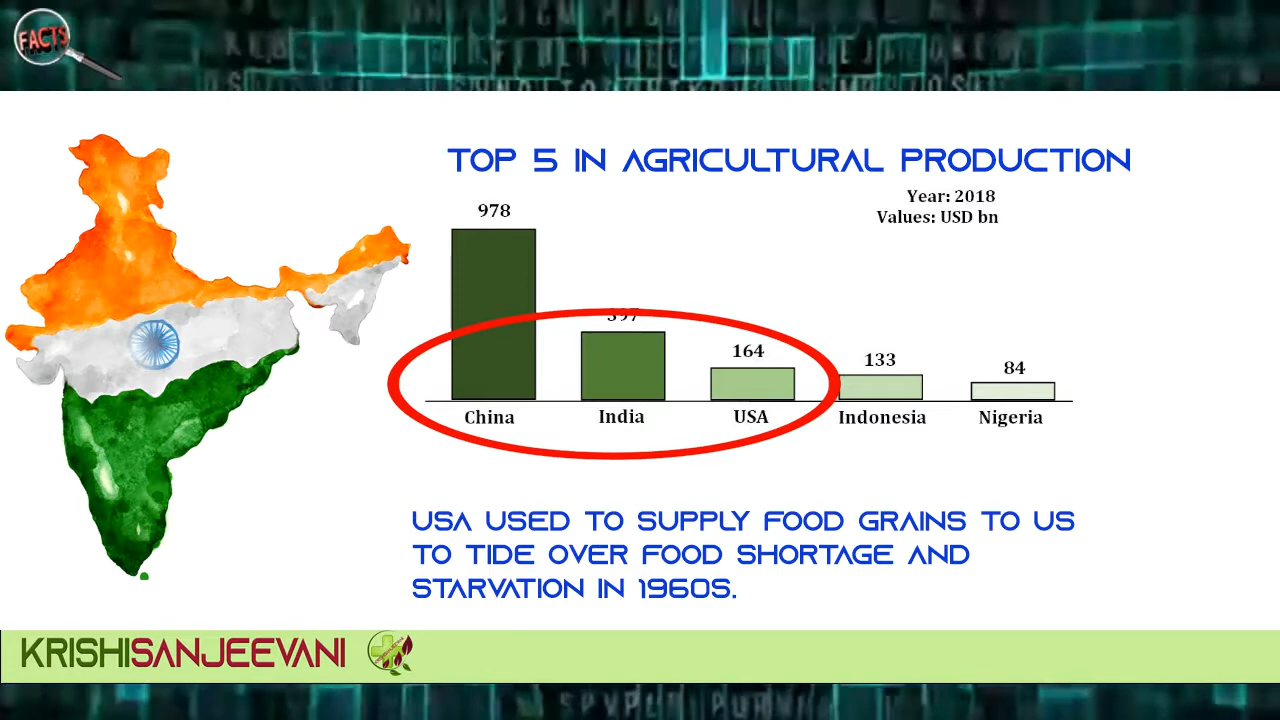 FACTS
TOP 5 IN AGRICULTURAL PRODUCTION
Year: 2018
Values: USD bn
978
397
164
133
84
China
India
USA
Indonesia
Nigeria
USA USED TO SUPPLY FOOD GRAINS TO US
TO TIDE OVER FOOD SHORTAGE AND
STARVATION IN 1960S.
KRISHISANJEEVANI